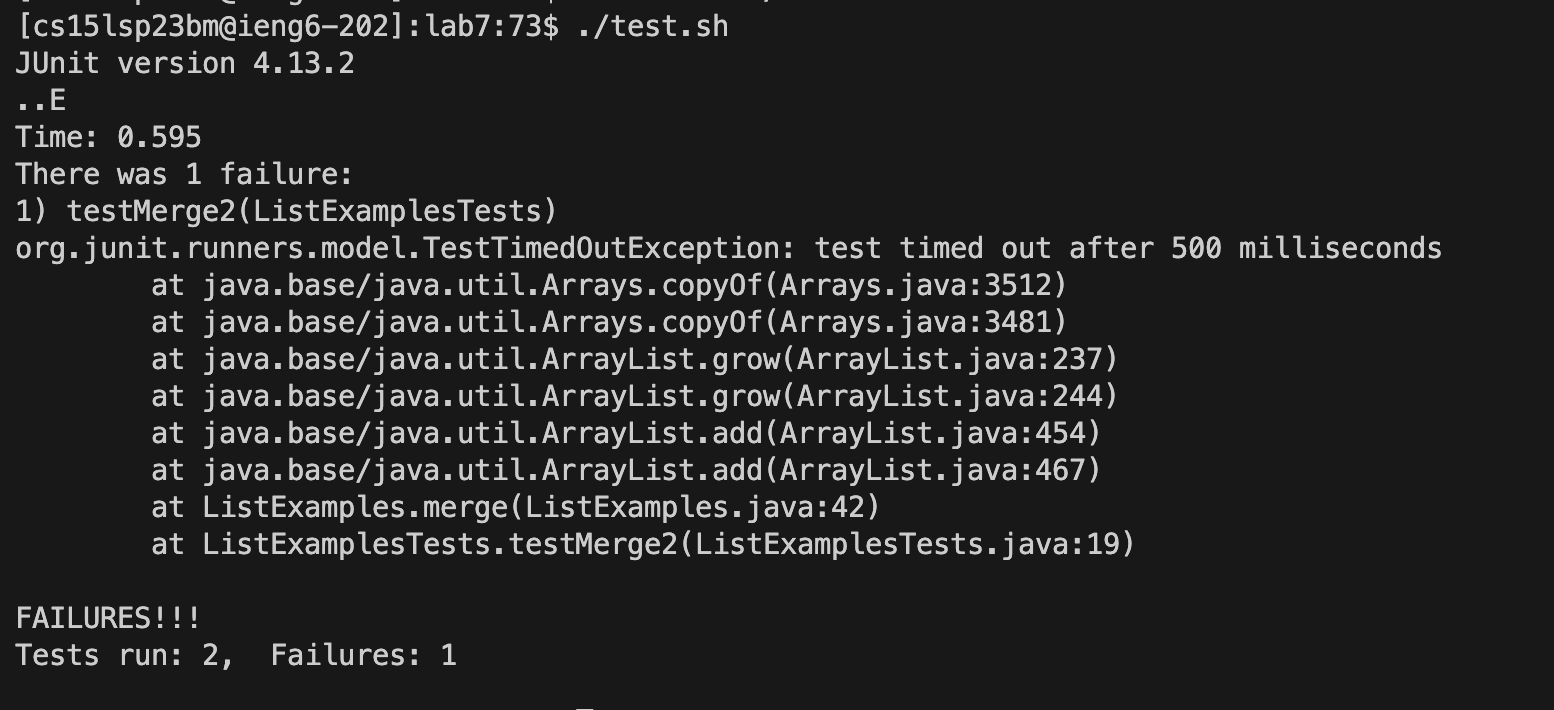 [cs15lsp23bm@ieng6-202]:lab7:73$ ./test.sh
JUnit version 4.13.2
..E
Time: 0.595
There was 1 failure:
1) testMerge2(ListExamplesTests)
org.junit.runners.model.TestTimedOutException: test timed out after 500 milliseconds
        at java.base/java.util.Arrays.copyOf(Arrays.java:3512)
        at java.base/java.util.Arrays.copyOf(Arrays.java:3481)
        at java.base/java.util.ArrayList.grow(ArrayList.java:237)
        at java.base/java.util.ArrayList.grow(ArrayList.java:244)
        at java.base/java.util.ArrayList.add(ArrayList.java:454)
        at java.base/java.util.ArrayList.add(ArrayList.java:467)
        at ListExamples.merge(ListExamples.java:42)
        at ListExamplesTests.testMerge2(ListExamplesTests.java:19)

FAILURES!!!
Tests run: 2,  Failures: 1